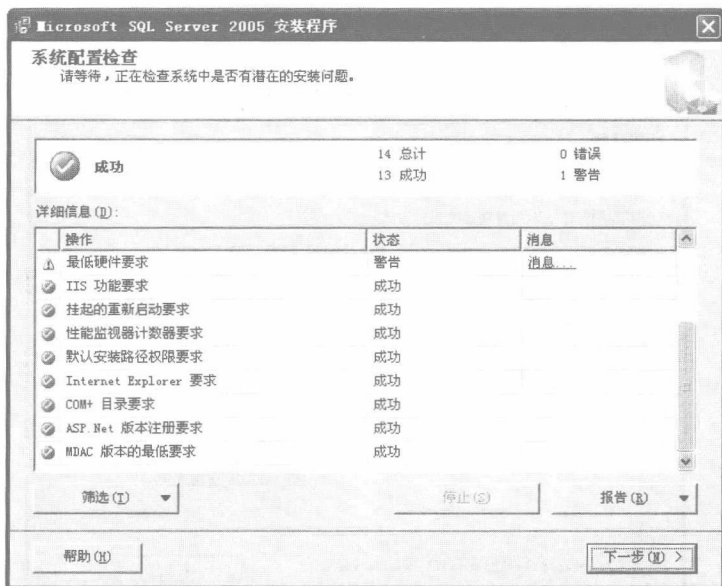 Microsoft SQL Server 2005 安装程序
系统配置检查
请等待，正在检查系统中是否有潜在的安装问题。
成功
14 总计
0 错误
13 成功
1 警告
详细信息(D):
操作 状态 消息
最低硬件要求 警告 消息...
IIS 功能要求 成功
挂起的重新启动要求 成功
性能监视器计数器要求 成功
默认安装路径权限要求 成功
Internet Explorer 要求 成功
COM+ 目录要求 成功
ASP.Net 版本注册要求 成功
MDAC 版本的最低要求 成功
筛选(T) 停止(S) 报告(R)
帮助(H) 下一步(N) >